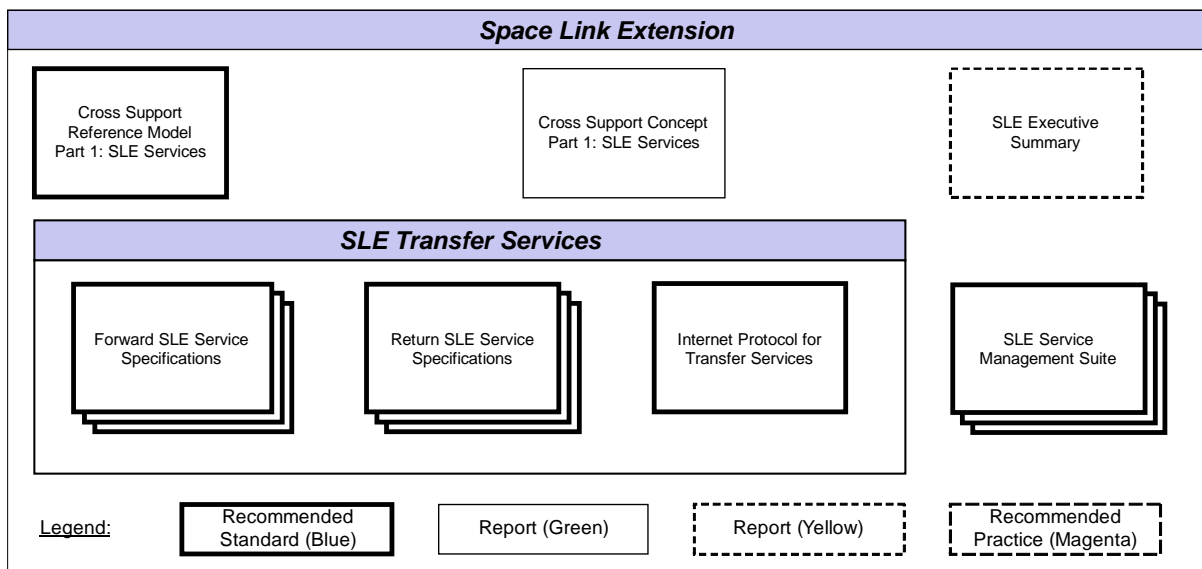 Space Link Extension
Cross Support
Reference Model
Part 1: SLE Services
Cross Support Concept
Part 1: SLE Services
SLE Executive
Summary
SLE Transfer Services
Forward SLE Service
Specifications
Return SLE Service
Specifications
Internet Protocol for
Transfer Services
SLE Service
Management Suite
Legend:
Recommended
Standard (Blue)
Report (Green)
Report (Yellow)
Recommended
Practice (Magenta)